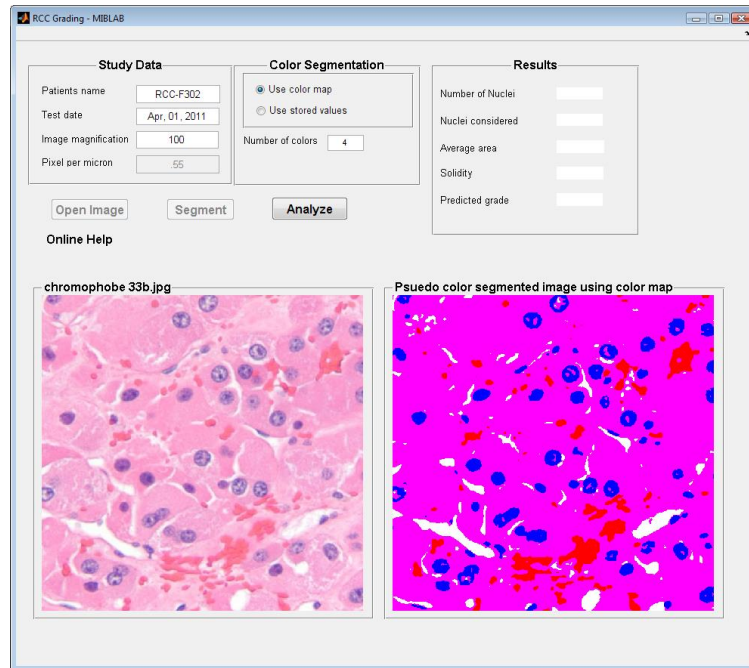 RCC Grading - MIBLAB
Study Data
Patients name RCC-F302
Test date Apr, 01, 2011
Image magnification 100
Pixel per micron .55
Color Segmentation
Use color map
Use stored values
Number of colors 4
Results
Number of Nuclei
Nuclei considered
Average area
Solidity
Predicted grade
Open Image Segment Analyze
Online Help
chromophobe 33b.jpg
Psuedo color segmented image using color map